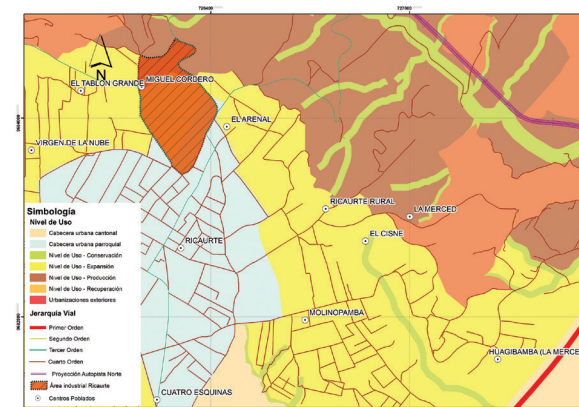 726400
727800
N
EL TABLON GRANDE
MIGUEL CORDERO
EL ARENAL
VIRGEN DE LA NUBE
RICAURTE RURAL
LA MERCED
RICAURTE
EL CISNE
MOLINOPAMBA
HUAGIBAMBA (LA MERCE
CUATRO ESQUINAS
Simbología
Nivel de Uso
Cabecera urbana cantonal
Cabecera urbana parroquial
Nivel de Uso - Conservación
Nivel de Uso - Expansión
Nivel de Uso - Producción
Nivel de Uso - Recuperación
Urbanizaciones exteriores
Jerarquía Vial
Primer Orden
Segundo Orden
Tercer Orden
Cuarto Orden
Proyección Autopista Norte
Área industrial Ricaurte
Centros Poblados